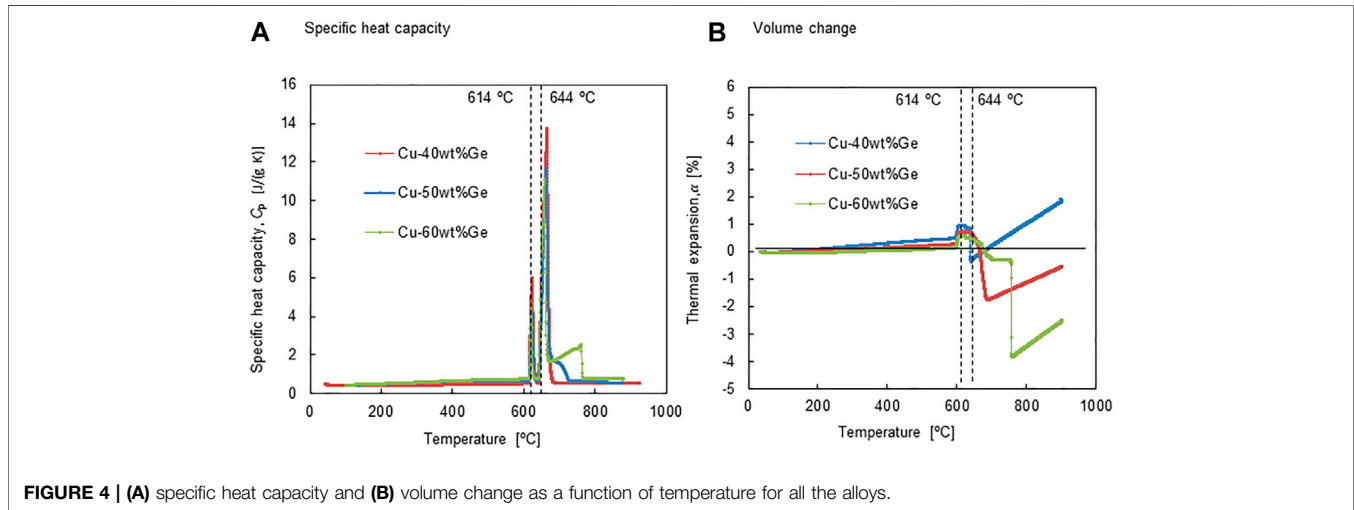 A Specific heat capacity
16
14
12
10
8
6
4
2
0
Specific heat capacity, Cp [J/(g K)]
614 ºC
644 ºC
Cu-40wt%Ge
Cu-50wt%Ge
Cu-60wt%Ge
0 200 400 600 800 1000
Temperature [ºC]
B Volume change
6
5
4
3
2
1
0
-1
-2
-3
-4
-5
Thermal expansion,α [%]
614 ºC
644 ºC
Cu-40wt%Ge
Cu-50wt%Ge
Cu-60wt%Ge
0 200 400 600 800 1000
Temperature [ºC]
FIGURE 4 | (A) specific heat capacity and (B) volume change as a function of temperature for all the alloys.